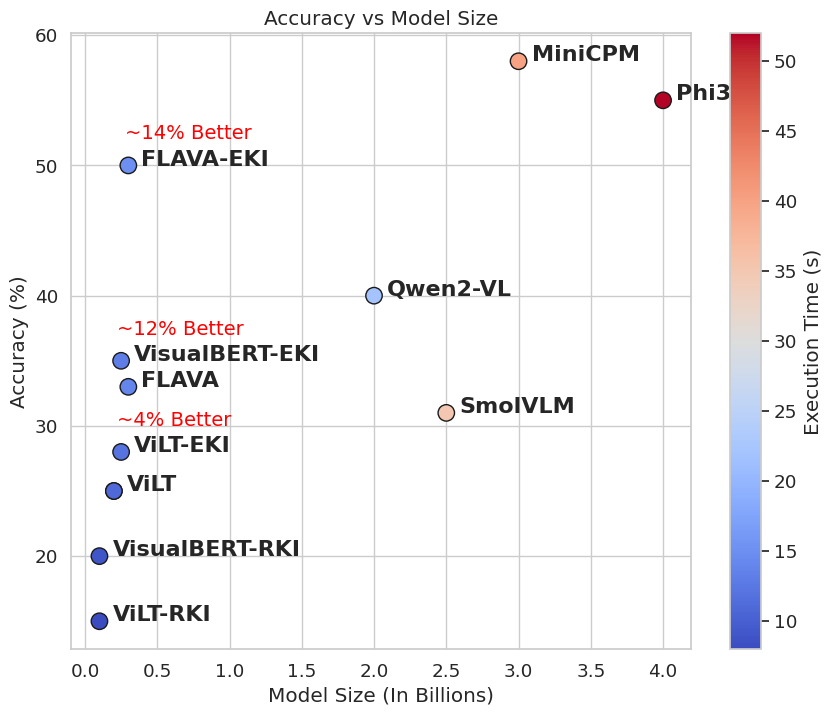 Accuracy vs Model Size
60
50
40
30
20
Accuracy (%)
MiniCPM
Phi3
~14% Better
FLAVA-EKI
Qwen2-VL
~12% Better
VisualBERT-EKI
FLAVA
SmolVLM
~4% Better
ViLT-EKI
ViLT
VisualBERT-RKI
ViLT-RKI
0.0 0.5 1.0 1.5 2.0 2.5 3.0 3.5 4.0
Model Size (In Billions)
50
45
40
35
30
25
20
15
10
Execution Time (s)